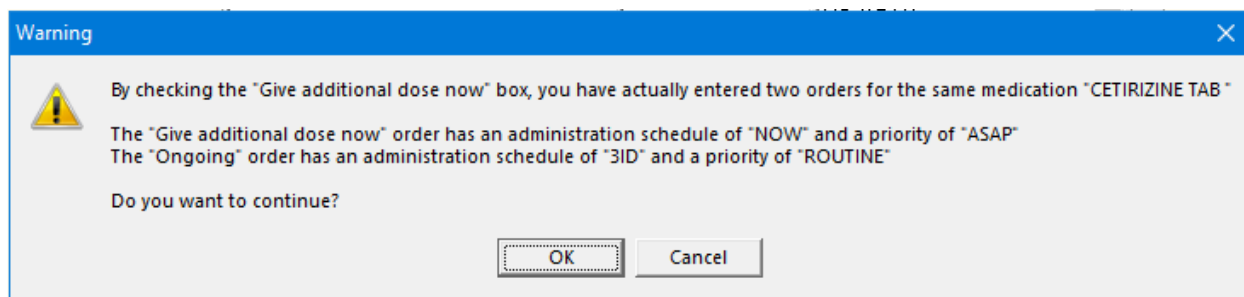 Warning
By checking the "Give additional dose now" box, you have actually entered two orders for the same medication "CETIRIZINE TAB "
The "Give additional dose now" order has an administration schedule of "NOW" and a priority of "ASAP"
The "Ongoing" order has an administration schedule of "3ID" and a priority of "ROUTINE"
Do you want to continue?
OK
Cancel